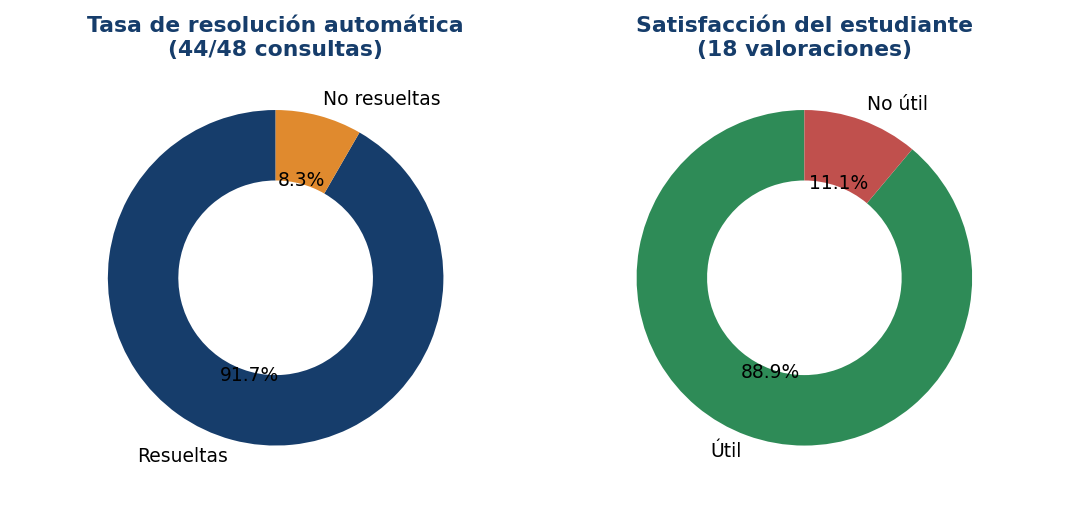 Tasa de resolución automática
(44/48 consultas)
No resueltas
8.3%
91.7%
Resueltas
Satisfacción del estudiante
(18 valoraciones)
No útil
11.1%
88.9%
Útil